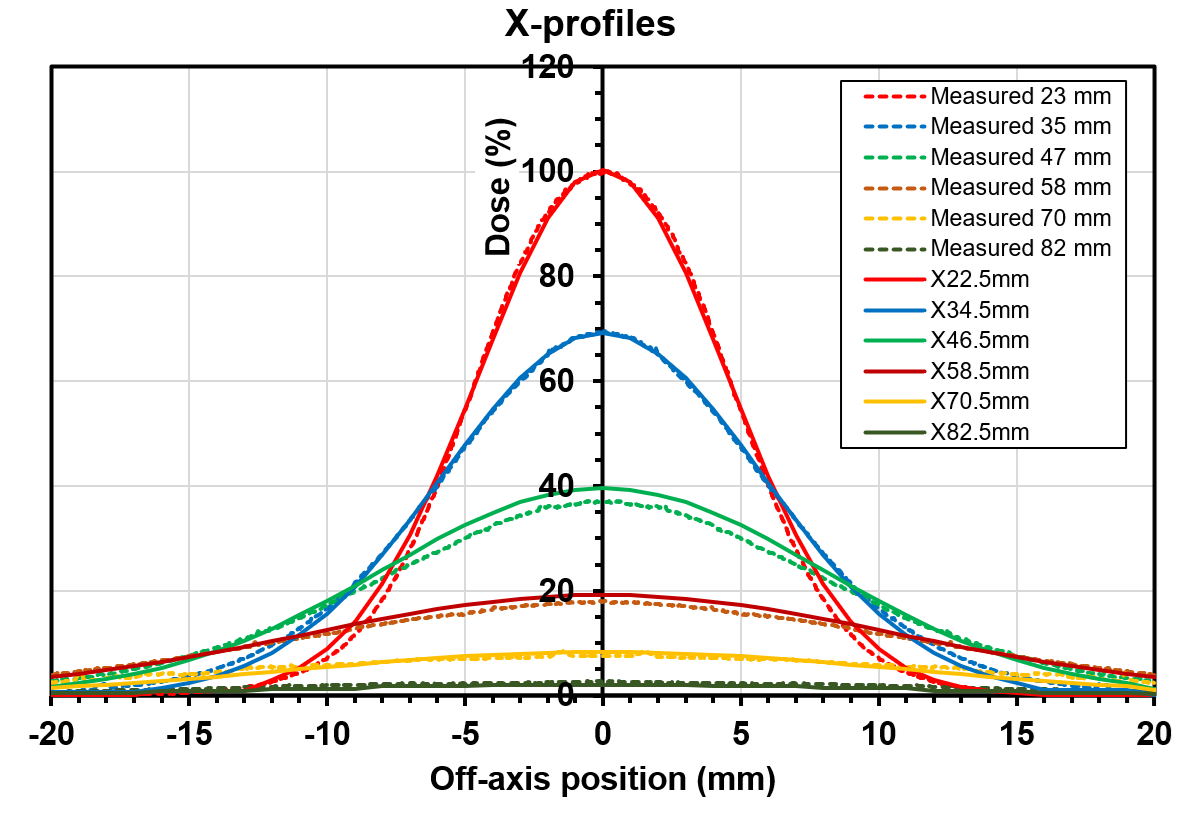 X-profiles
120
100
80
60
40
20
0
Dose (%)
Measured 23 mm
Measured 35 mm
Measured 47 mm
Measured 58 mm
Measured 70 mm
Measured 82 mm
X22.5mm
X34.5mm
X46.5mm
X58.5mm
X70.5mm
X82.5mm
-20 -15 -10 -5 0 5 10 15 20
Off-axis position (mm)